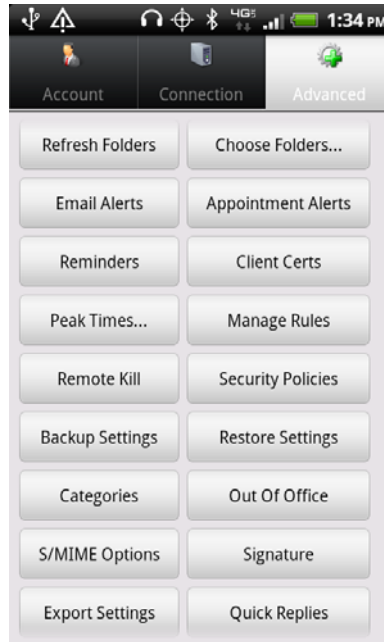 4G 1:34 PM
Account Connection Advanced
Refresh Folders Choose Folders...
Email Alerts Appointment Alerts
Reminders Client Certs
Peak Times... Manage Rules
Remote Kill Security Policies
Backup Settings Restore Settings
Categories Out Of Office
S/MIME Options Signature
Export Settings Quick Replies